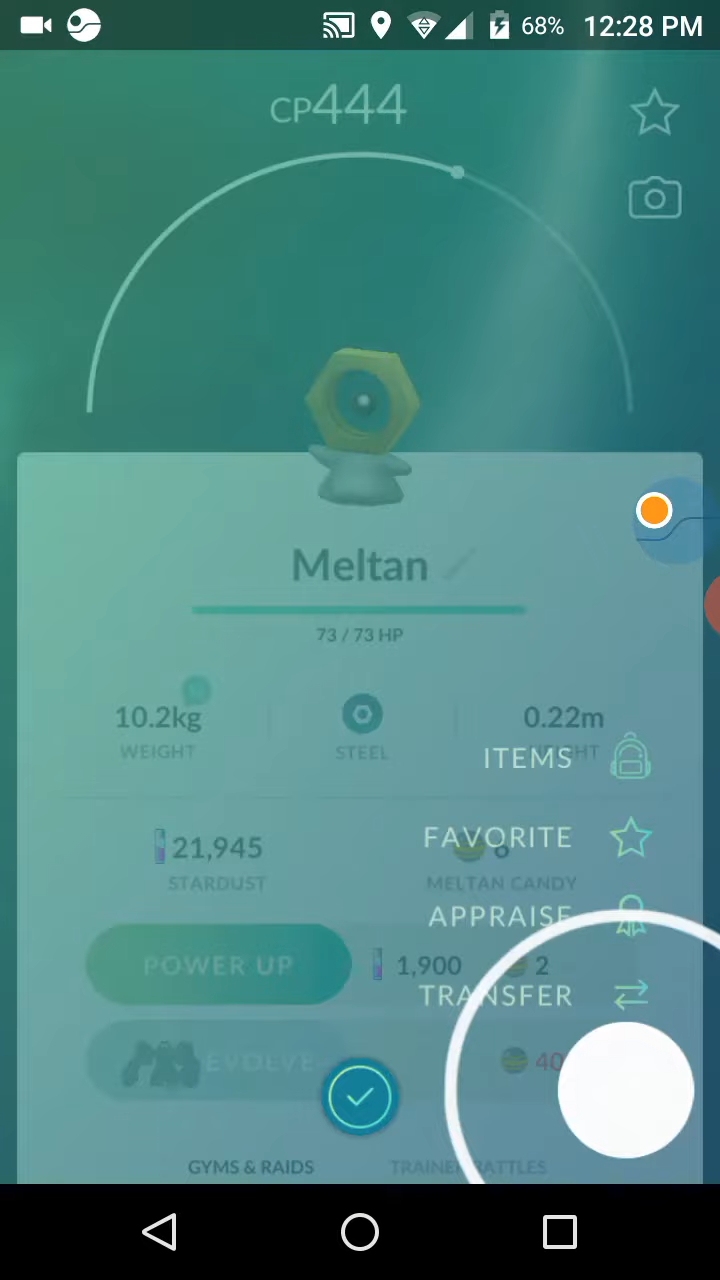 68% 12:28 PM
CP444
Meltan
73 / 73 HP
10.2kg
WEIGHT
STEEL
0.22m
ITEMS
FAVORITE
21,945
STARDUST
MELTAN CANDY
APPRAISE
POWER UP
1,900
2
TRANSFER
EVOLVE
40
GYMS & RAIDS
TRAINER BATTLES